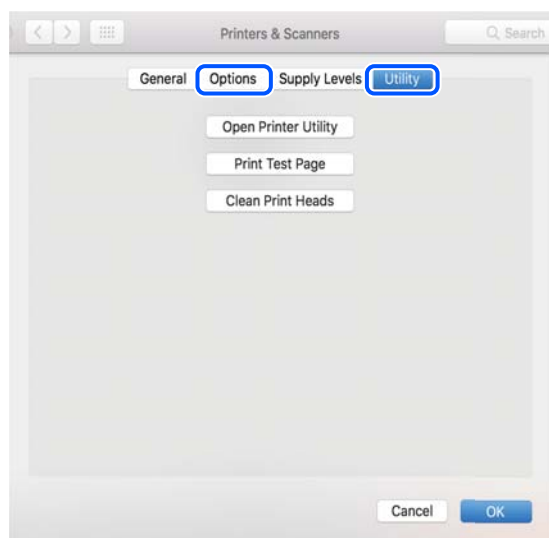 Printers & Scanners Search
General Options Supply Levels Utility
Open Printer Utility
Print Test Page
Clean Print Heads
Cancel OK